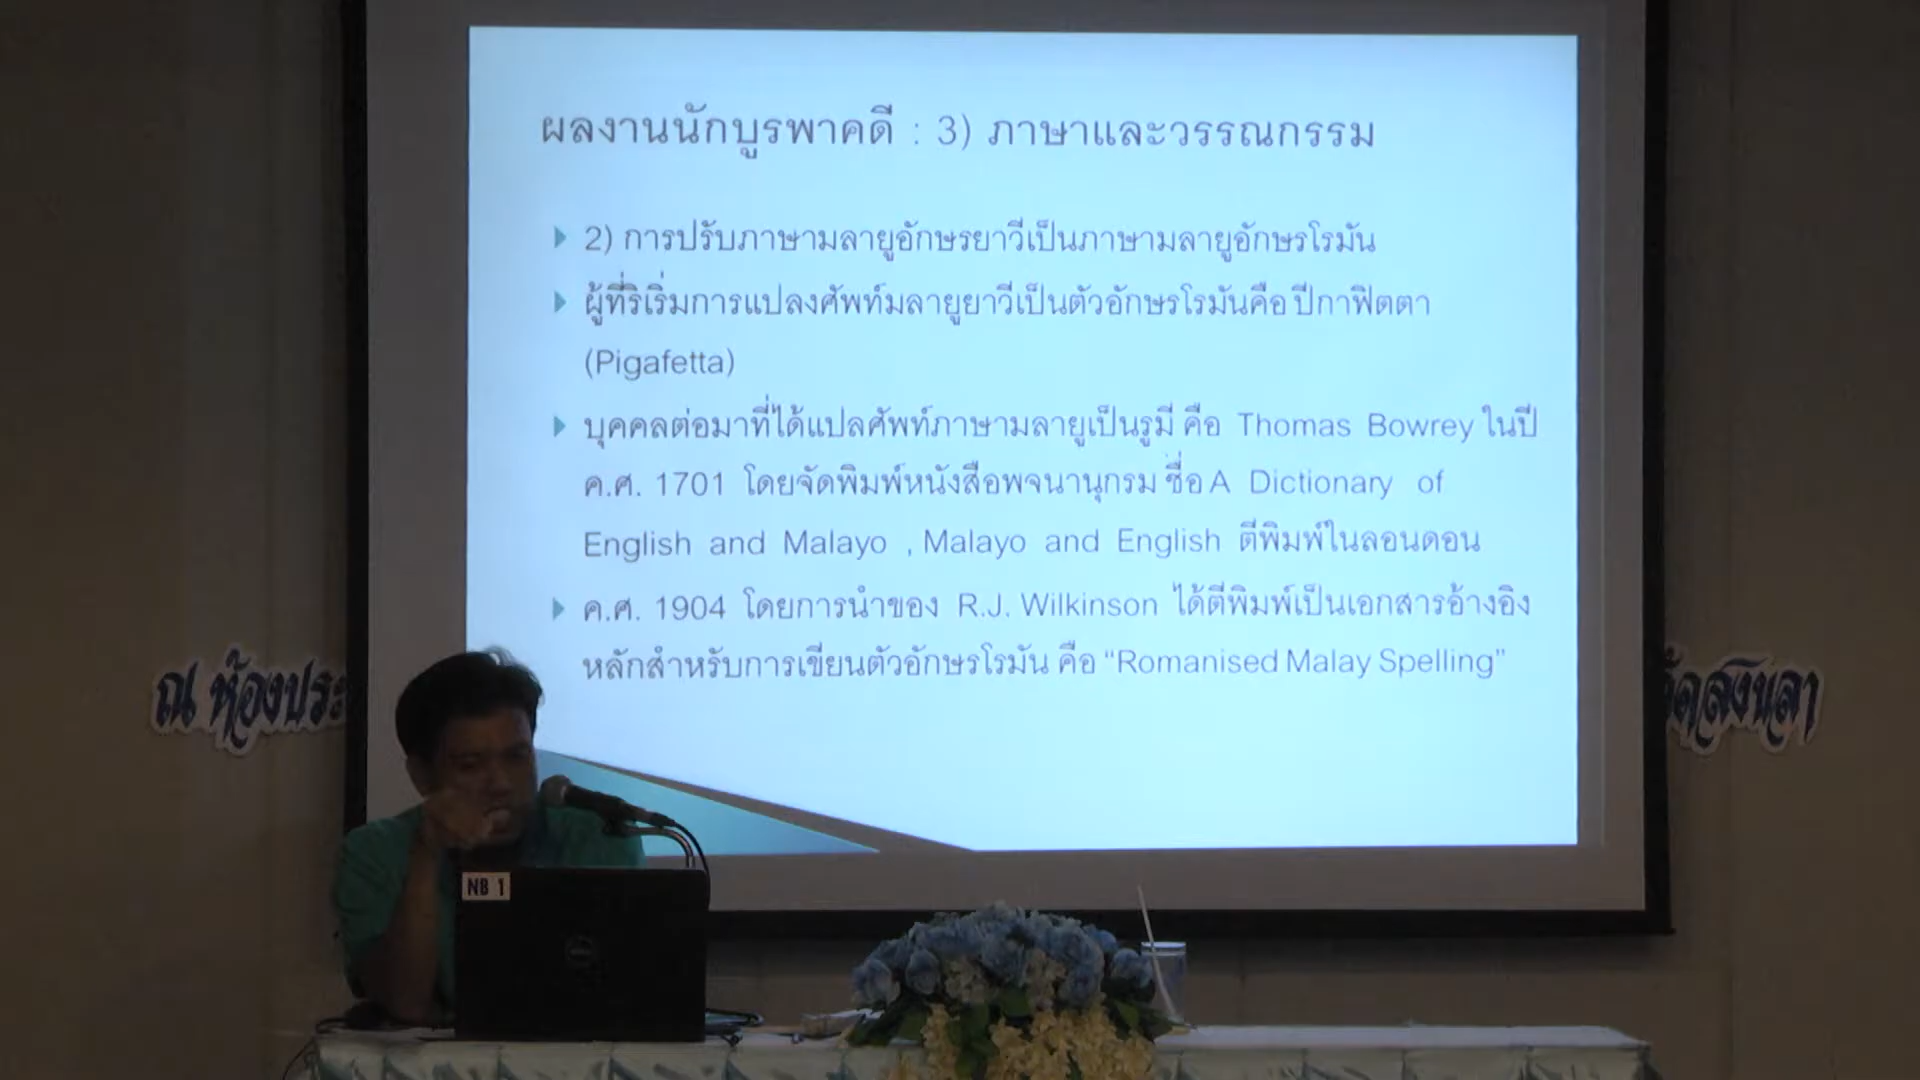 ผลงานนักบูรพาคดี : 3) ภาษาและวรรณกรรม
2) การปรับภาษามลายูอักษรยาวีเป็นภาษามลายูอักษรโรมัน
ผู้ที่ริเริ่มการแปลงศัพท์มลายูยาวีเป็นตัวอักษรโรมันคือ ปีกาฟิตตา
(Pigafetta)
บุคคลต่อมาที่ได้แปลศัพท์ภาษามลายูเป็นรูมี คือ Thomas Bowrey ในปี
ค.ศ. 1701 โดยจัดพิมพ์หนังสือพจนานุกรม ชื่อ A Dictionary of
English and Malayo , Malayo and English ตีพิมพ์ในลอนดอน
ค.ศ. 1904 โดยการนำของ R.J. Wilkinson ได้ตีพิมพ์เป็นเอกสารอ้างอิง
หลักสำหรับการเขียนตัวอักษรโรมัน คือ “Romanised Malay Spelling”
ณ ห้องประ
สงขลา
NB 1